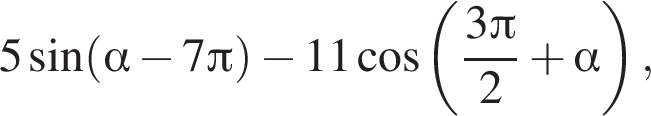 5 sin(α − 7π) − 11 cos(3π/2 + α),